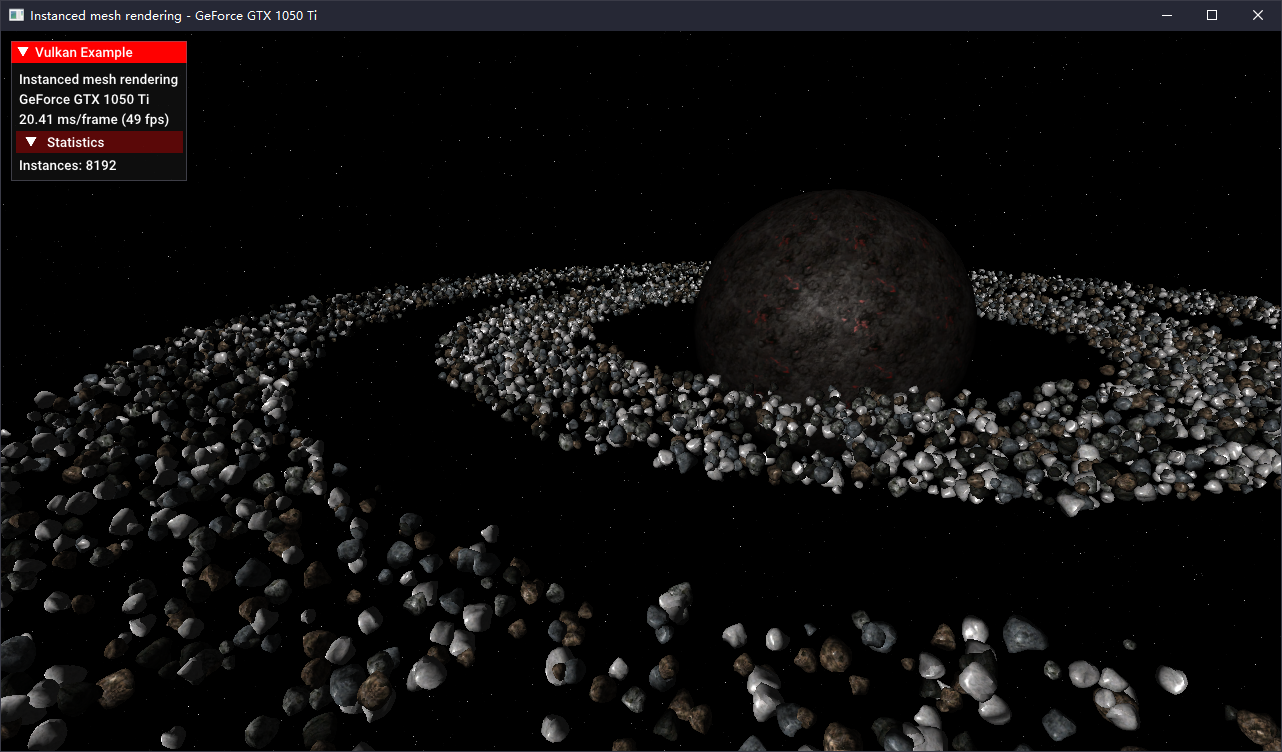 Instanced mesh rendering - GeForce GTX 1050 Ti
Vulkan Example
Instanced mesh rendering
GeForce GTX 1050 Ti
20.41 ms/frame (49 fps)
Statistics
Instances: 8192